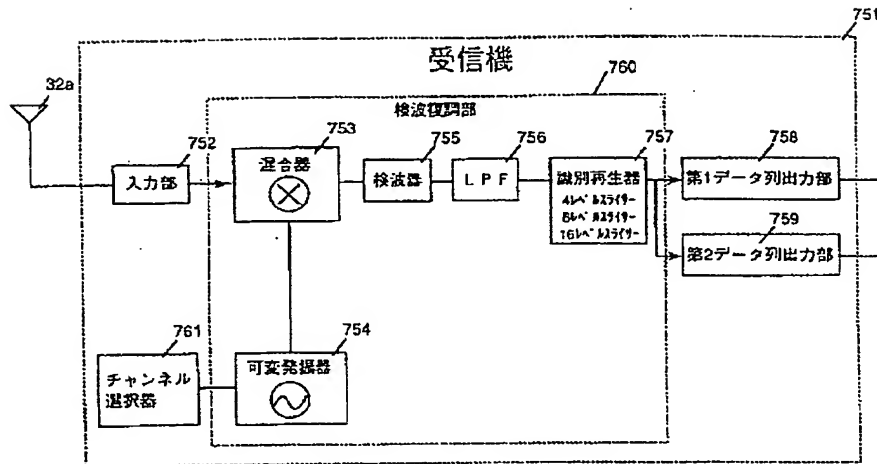 751
受信機
32a
760
検波復調部
752
入力部
753
混合器
755
検波器
756
LPF
757
識別再生器
4レベルスライサー
8レベルスライサー
16レベルスライサー
758
第1データ列出力部
759
第2データ列出力部
761
チャンネル
選択器
754
可変発振器